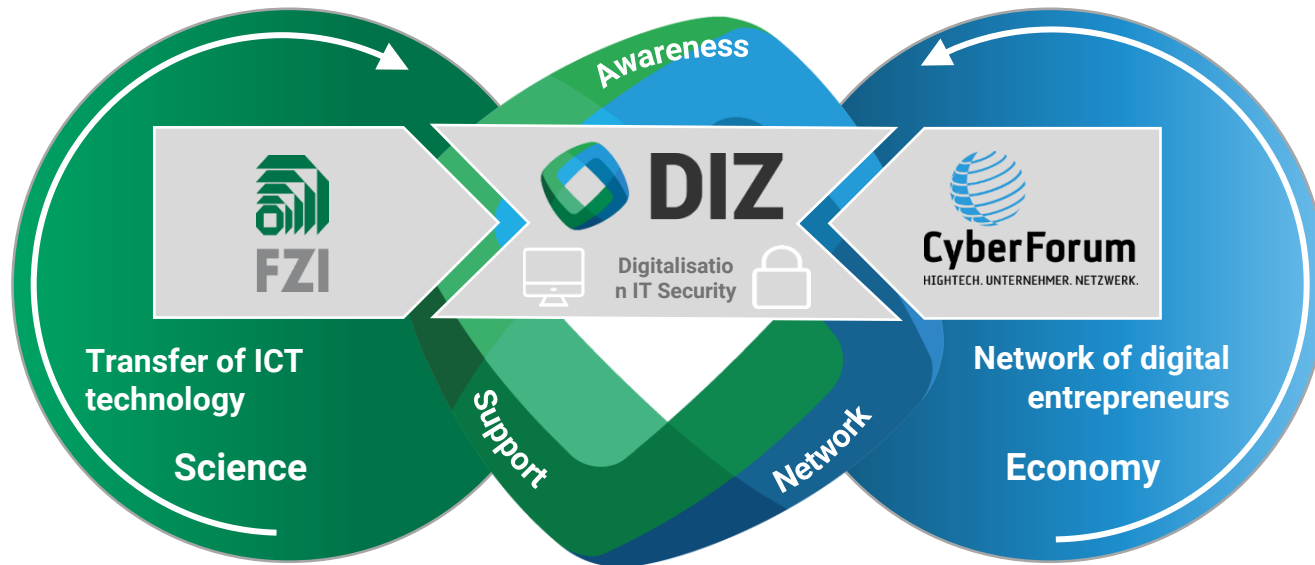 Awareness
FZI
DIZ
Digitalisatio
n IT Security
CyberForum
HIGHTECH. UNTERNEHMER. NETZWERK.
Transfer of ICT
technology
Science
Support
Network
Network of digital
entrepreneurs
Economy